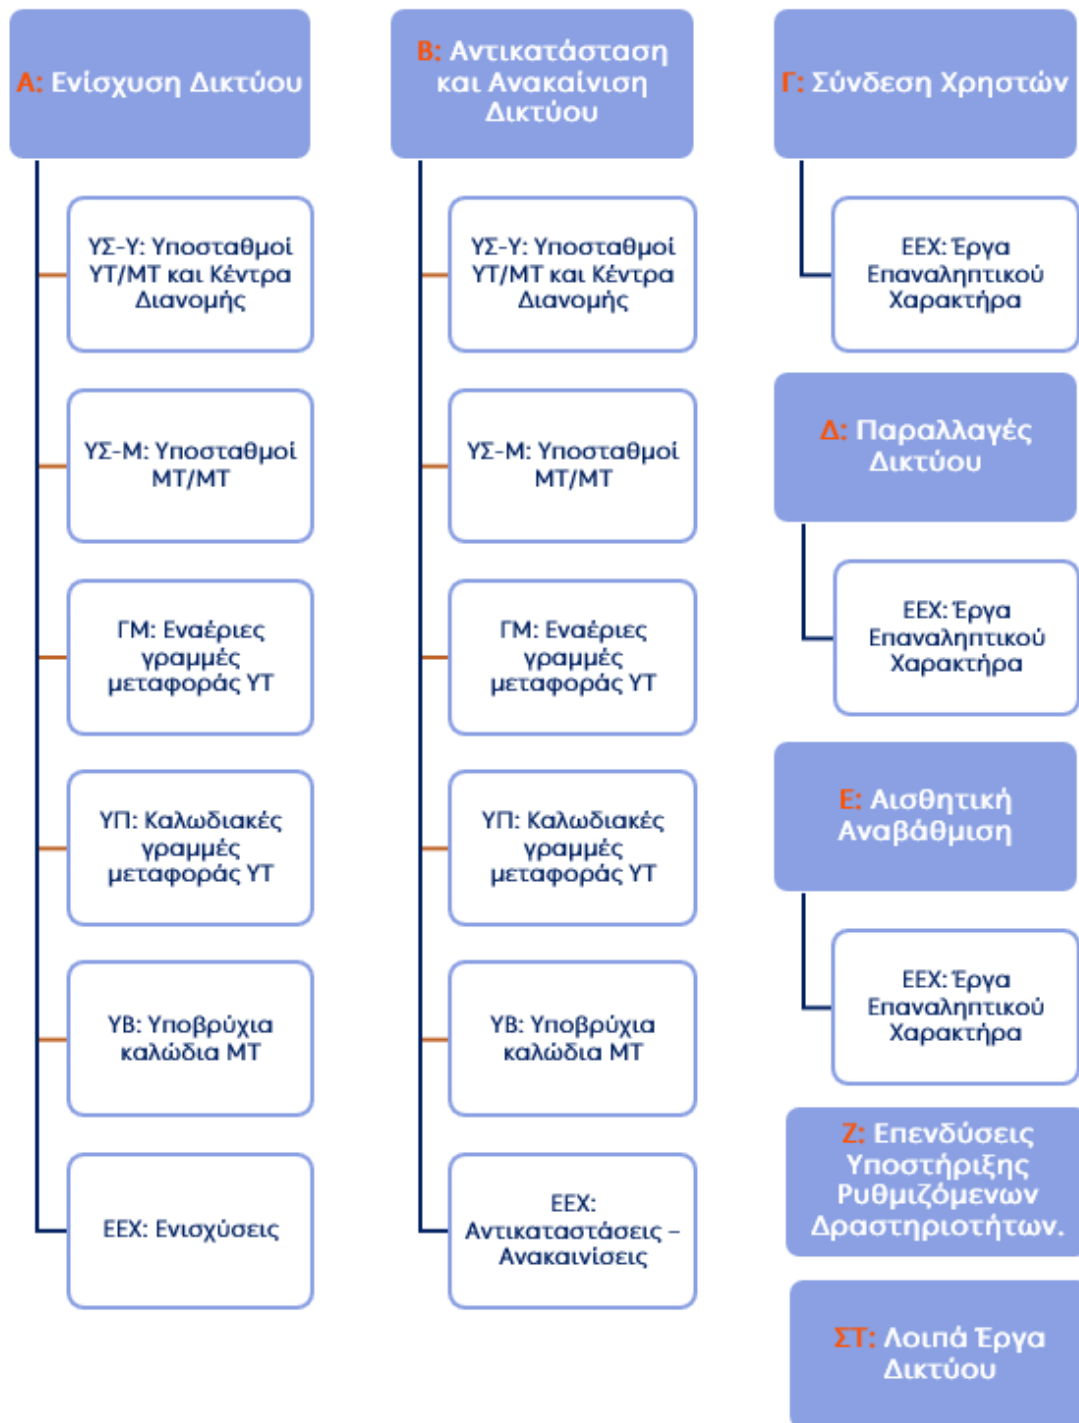 Α: Ενίσχυση Δικτύου
ΥΣ-Υ: Υποσταθμοί
ΥΤ/ΜΤ και Κέντρα
Διανομής
ΥΣ-Μ: Υποσταθμοί
ΜΤ/ΜΤ
ΓΜ: Εναέριες
γραμμές
μεταφοράς ΥΤ
ΥΠ: Καλωδιακές
γραμμές
μεταφοράς ΥΤ
ΥΒ: Υποβρύχια
καλώδια ΜΤ
ΕΕΧ: Ενισχύσεις
Β: Αντικατάσταση
και Ανακαίνιση
Δικτύου
ΥΣ-Υ: Υποσταθμοί
ΥΤ/ΜΤ και Κέντρα
Διανομής
ΥΣ-Μ: Υποσταθμοί
ΜΤ/ΜΤ
ΓΜ: Εναέριες
γραμμές
μεταφοράς ΥΤ
ΥΠ: Καλωδιακές
γραμμές
μεταφοράς ΥΤ
ΥΒ: Υποβρύχια
καλώδια ΜΤ
ΕΕΧ:
Αντικαταστάσεις –
Ανακαινίσεις
Γ: Σύνδεση Χρηστών
ΕΕΧ: Έργα
Επαναληπτικού
Χαρακτήρα
Δ: Παραλλαγές
Δικτύου
ΕΕΧ: Έργα
Επαναληπτικού
Χαρακτήρα
Ε: Αισθητική
Αναβάθμιση
ΕΕΧ: Έργα
Επαναληπτικού
Χαρακτήρα
Ζ: Επενδύσεις
Υποστήριξης
Ρυθμιζόμενων
Δραστηριοτήτων.
ΣΤ: Λοιπά Έργα
Δικτύου